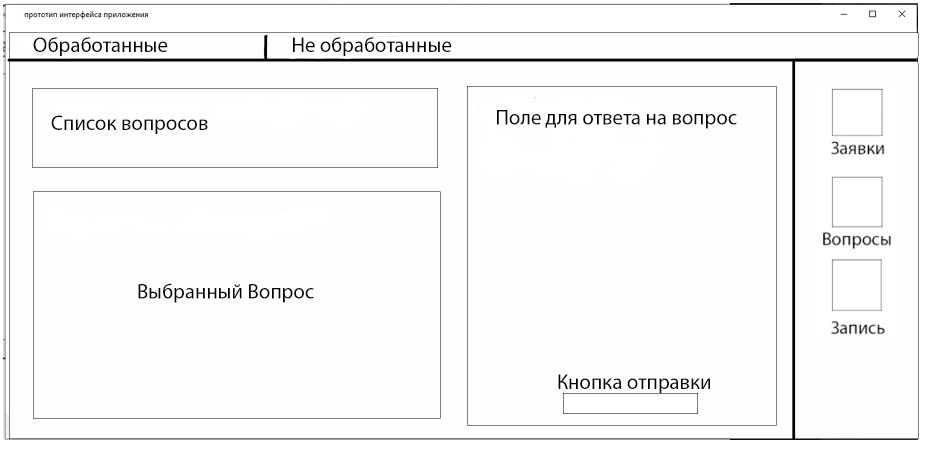 прототип интерфейса приложения
Обработанные
Не обработанные
Список вопросов
Выбранный Вопрос
Поле для ответа на вопрос
Кнопка отправки
Заявки
Вопросы
Запись